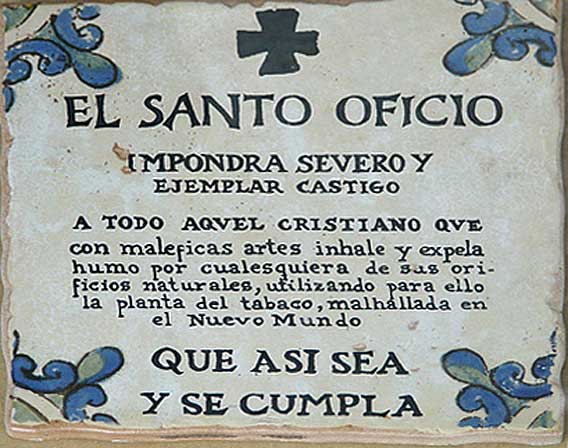 EL SANTO OFICIO
IMPONDRA SEVERO Y
EJEMPLAR CASTIGO
A TODO AQVEL CRISTIANO QVE
con maleficas artes inhale y expela
humo por cualesquiera de sus ori-
ficios naturales, utilizando para ello
la planta del tabaco, malhallada en
el Nuevo Mundo
QUE ASI SEA
Y SE CUMPLA